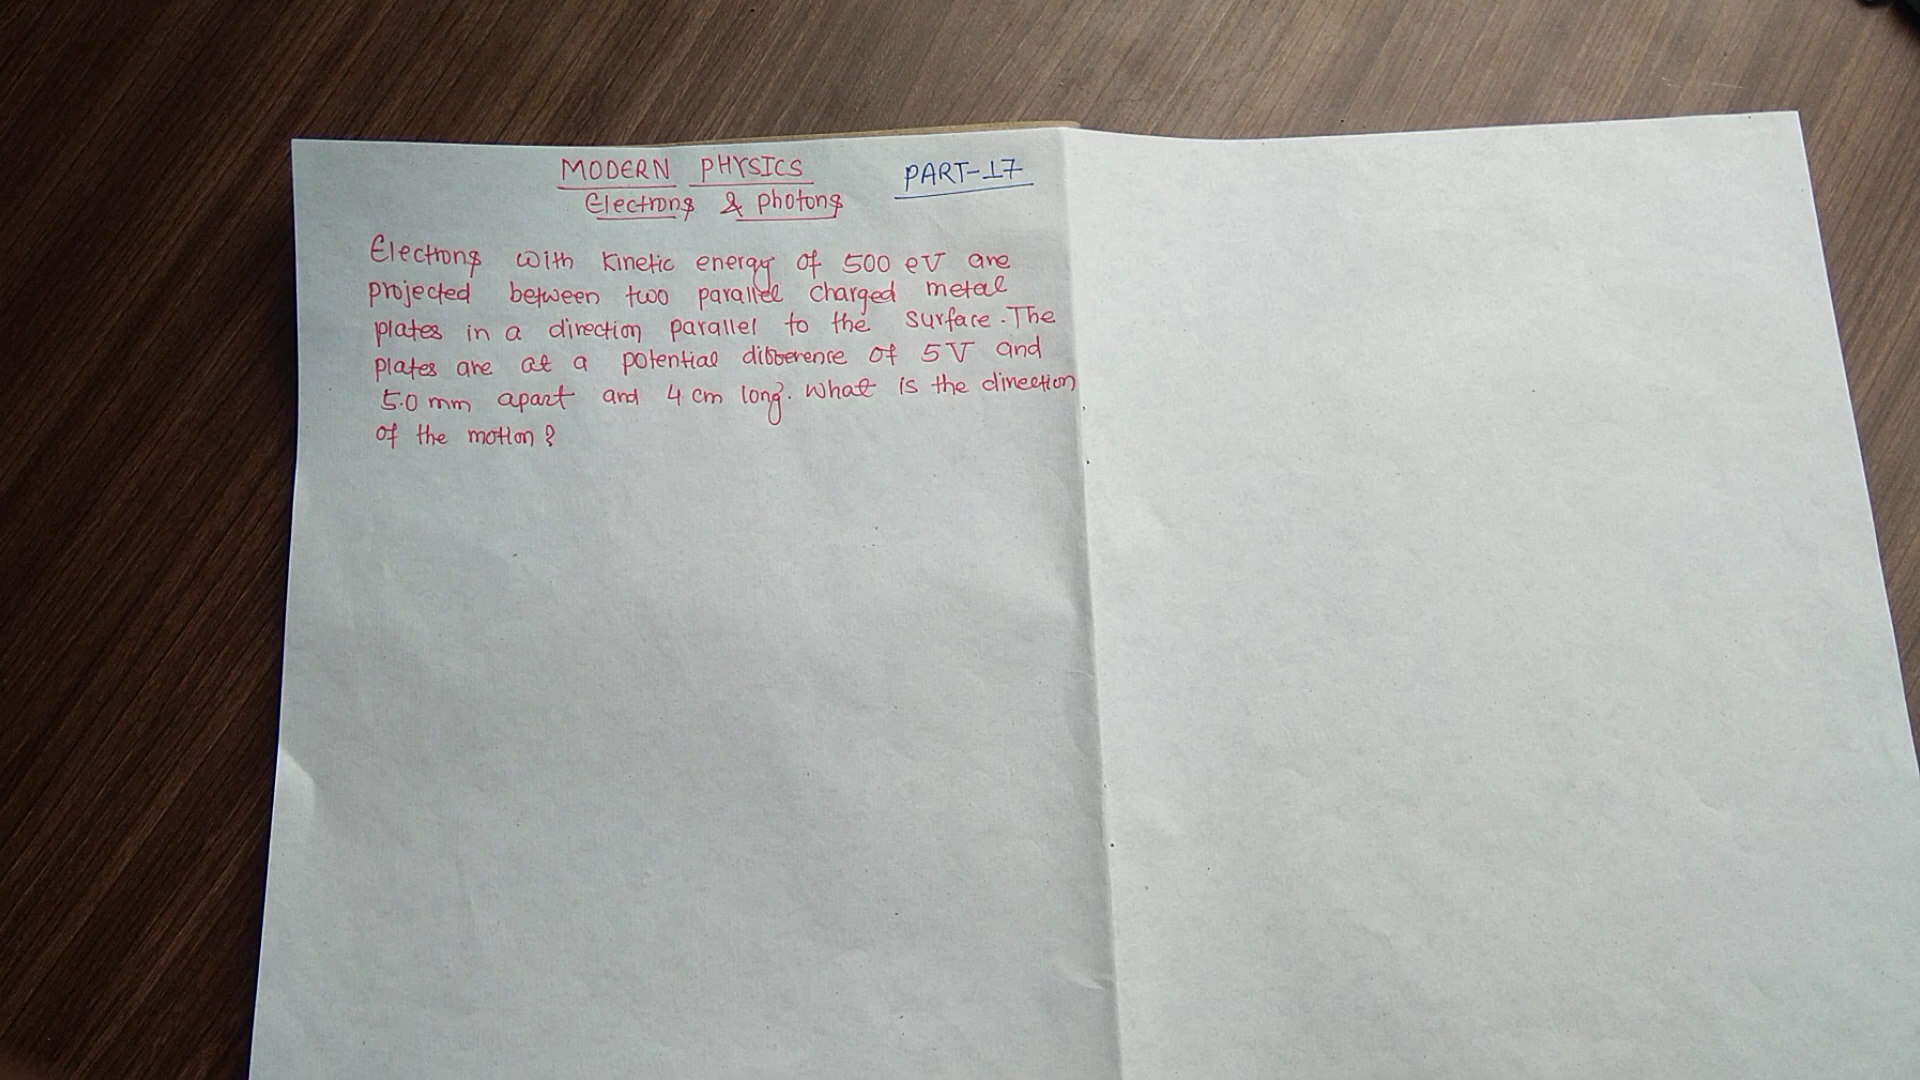 MODERN PHYSICS
PART-17
Electrons & photons
Electrons with kinetic energy of 500 eV are
projected between two parallel charged metal
plates in a direction parallel to the surface. The
plates are at a potential difference of 5V and
5.0 mm apart and 4 cm long. What is the direction
of the motion?